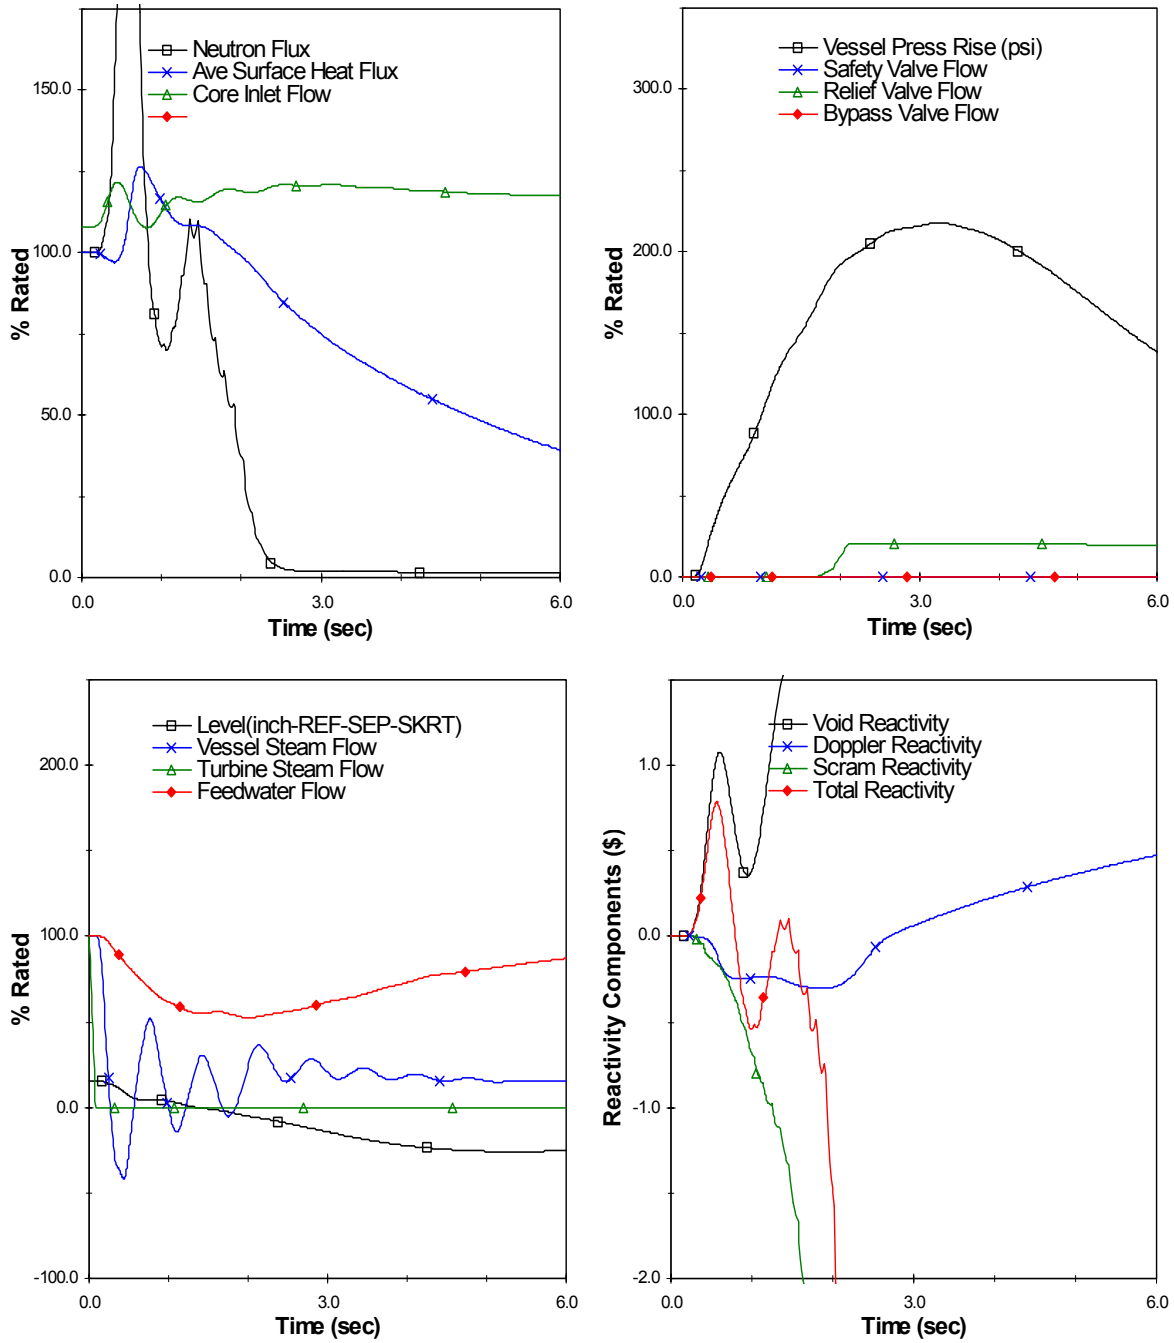 Neutron Flux
Ave Surface Heat Flux
Core Inlet Flow
150.0
100.0
50.0
0.0
% Rated
0.0
3.0
6.0
Time (sec)
Vessel Press Rise (psi)
Safety Valve Flow
Relief Valve Flow
Bypass Valve Flow
300.0
200.0
100.0
0.0
% Rated
0.0
3.0
6.0
Time (sec)
Level(inch-REF-SEP-SKRT)
Vessel Steam Flow
Turbine Steam Flow
Feedwater Flow
200.0
100.0
0.0
-100.0
% Rated
0.0
3.0
6.0
Time (sec)
Void Reactivity
Doppler Reactivity
Scram Reactivity
Total Reactivity
1.0
0.0
-1.0
-2.0
Reactivity Components ($)
0.0
3.0
6.0
Time (sec)